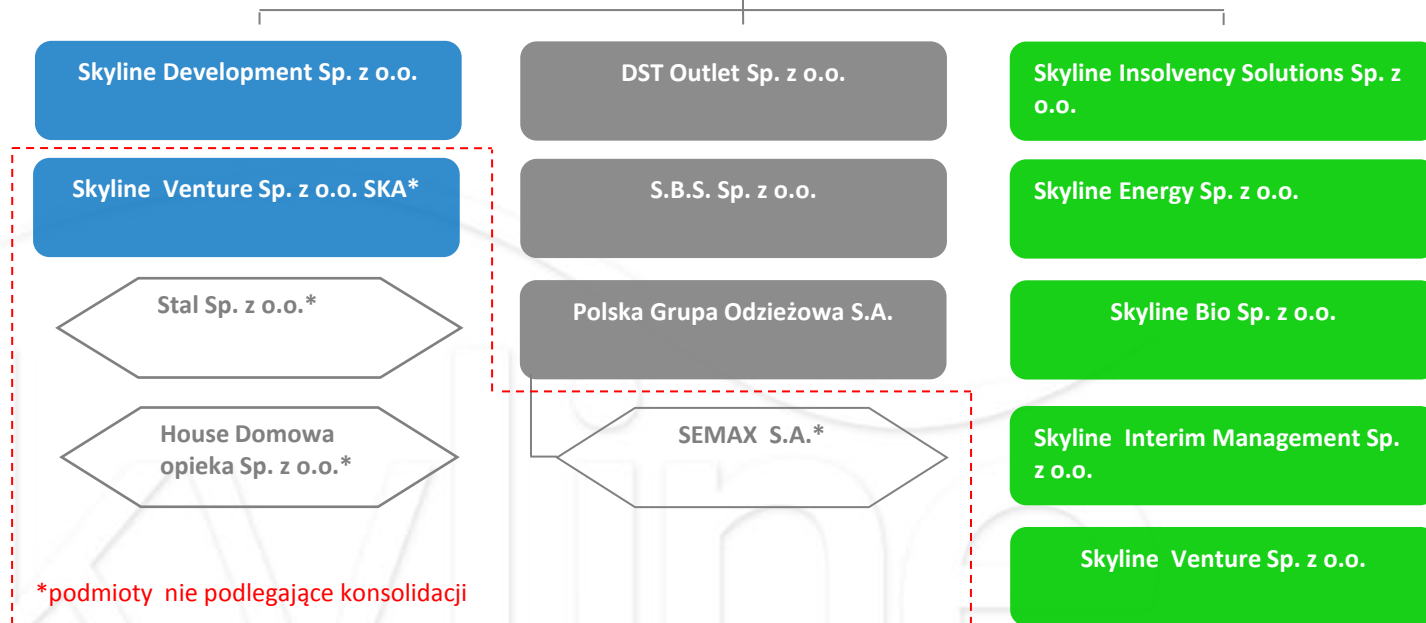 Skyline Development Sp. z o.o.
Skyline Venture Sp. z o.o. SKA*
Stal Sp. z o.o.*
House Domowa
opieka Sp. z o.o.*
*podmioty nie podlegające konsolidacji
DST Outlet Sp. z o.o.
S.B.S. Sp. z o.o.
Polska Grupa Odzieżowa S.A.
SEMAX S.A.*
Skyline Insolvency Solutions Sp. z
o.o.
Skyline Energy Sp. z o.o.
Skyline Bio Sp. z o.o.
Skyline Interim Management Sp.
z o.o.
Skyline Venture Sp. z o.o.